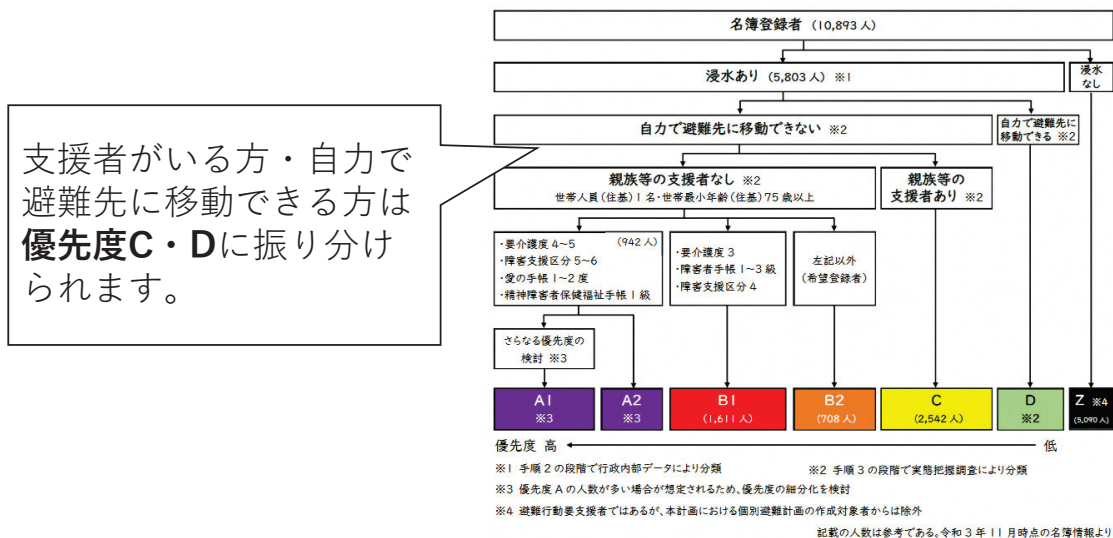 名簿登録者 (10,893人)
浸水あり (5,803人) ※1
浸水
なし
自力で避難先に移動できない ※2
自力で避難先に
移動できる ※2
支援者がいる方・自力で
避難先に移動できる方は
優先度C・Dに振り分け
られます。
親族等の支援者なし ※2
世帯人員(住基)1名・世帯最小年齢(住基)75歳以上
親族等の
支援者あり ※2
・要介護度4~5 (942人)
・障害支援区分5~6
・愛の手帳1~2度
・精神障害者保健福祉手帳1級
・要介護度3
・障害者手帳1~3級
・障害支援区分4
左記以外
(希望登録者)
さらなる優先度の
検討 ※3
A1
※3
A2
※3
B1
(1,611人)
B2
(708人)
C
(2,542人)
D
※2
Z ※4
(5,090人)
優先度 高 低
※1 手順2の段階で行政内部データにより分類
※2 手順3の段階で実態把握調査により分類
※3 優先度Aの人数が多い場合が想定されるため、優先度の細分化を検討
※4 避難行動要支援者ではあるが、本計画における個別避難計画の作成対象者からは除外
記載の人数は参考である。令和3年11月時点の名簿情報より